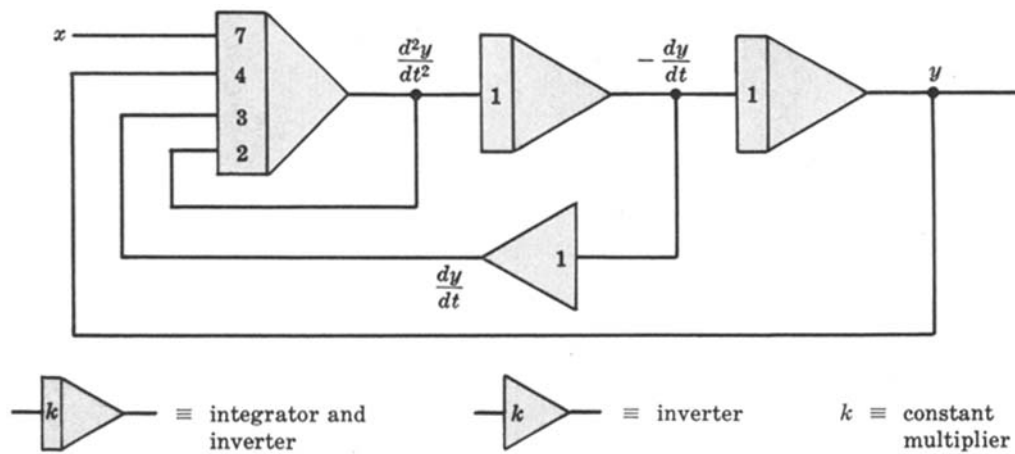 x
7
4
3
2
d²y
dt²
1
− dy
dt
1
y
1
dy
dt
k ≡ integrator and
inverter
k ≡ inverter
k ≡ constant
multiplier